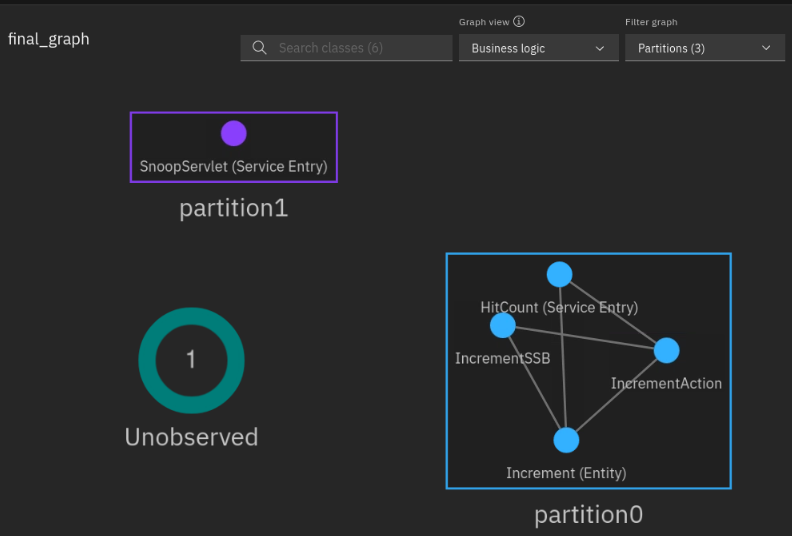 final_graph
Graph view
Filter graph
Search classes (6)
Business logic
Partitions (3)
SnoopServlet (Service Entry)
partition1
HitCount (Service Entry)
IncrementSSB
IncrementAction
Increment (Entity)
partition0
1
Unobserved